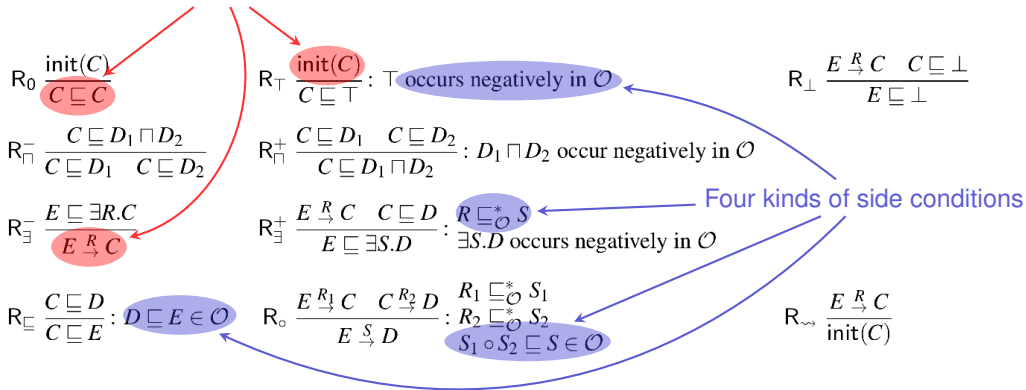 R₀ init(C) / C ⊑ C
R⊤ init(C) / C ⊑ ⊤ : ⊤ occurs negatively in 𝒪
R⊥ E →ᴿ C   C ⊑ ⊥ / E ⊑ ⊥
R⊓⁻ C ⊑ D₁ ⊓ D₂ / C ⊑ D₁   C ⊑ D₂
R⊓⁺ C ⊑ D₁   C ⊑ D₂ / C ⊑ D₁ ⊓ D₂ : D₁ ⊓ D₂ occur negatively in 𝒪
Four kinds of side conditions
R∃⁻ E ⊑ ∃R.C / E →ᴿ C
R∃⁺ E →ᴿ C   C ⊑ D / E ⊑ ∃S.D : R ⊑*𝒪 S
∃S.D occurs negatively in 𝒪
R⊑ C ⊑ D / C ⊑ E : D ⊑ E ∈ 𝒪
R∘ E →ᴿ₁ C   C →ᴿ₂ D / E →ˢ D : R₁ ⊑*𝒪 S₁
R₂ ⊑*𝒪 S₂
S₁ ∘ S₂ ⊑ S ∈ 𝒪
R⇝ E →ᴿ C / init(C)